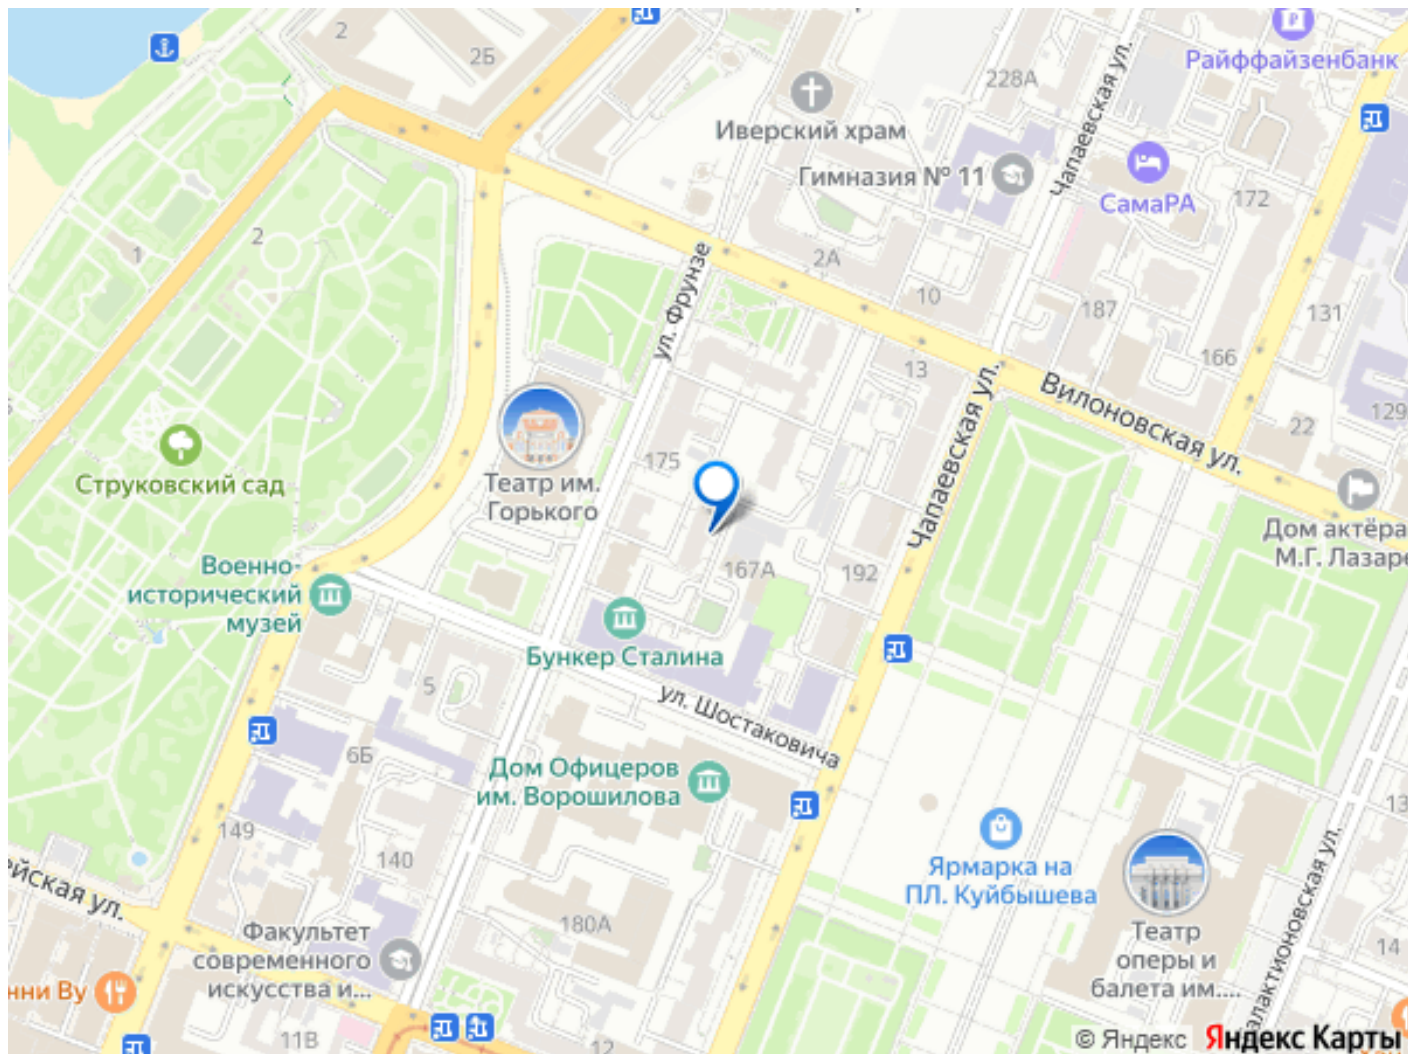 2
2Б
Райффайзенбанк
228А
Чапаевская ул.
Иверский храм
Гимназия № 11
СамаРА
172
1
2
2А
ул. Фрунзе
10
187
131
166
13
Вилоновская ул.
129
22
Чапаевская ул.
175
Струковский сад
Театр им.
Горького
Дом актёра
М.Г. Лазаре
Военно-
исторический
музей
167А
192
Бункер Сталина
5
ул. Шостаковича
6Б
Дом Офицеров
им. Ворошилова
149
140
13
Ярмарка на
ПЛ. Куйбышева
ейская ул.
180А
Факультет
современного
искусства и...
Театр
оперы и
балета им....
14
алактионовская ул.
нни Ву
11В
12
© Яндекс Яндекс Карты